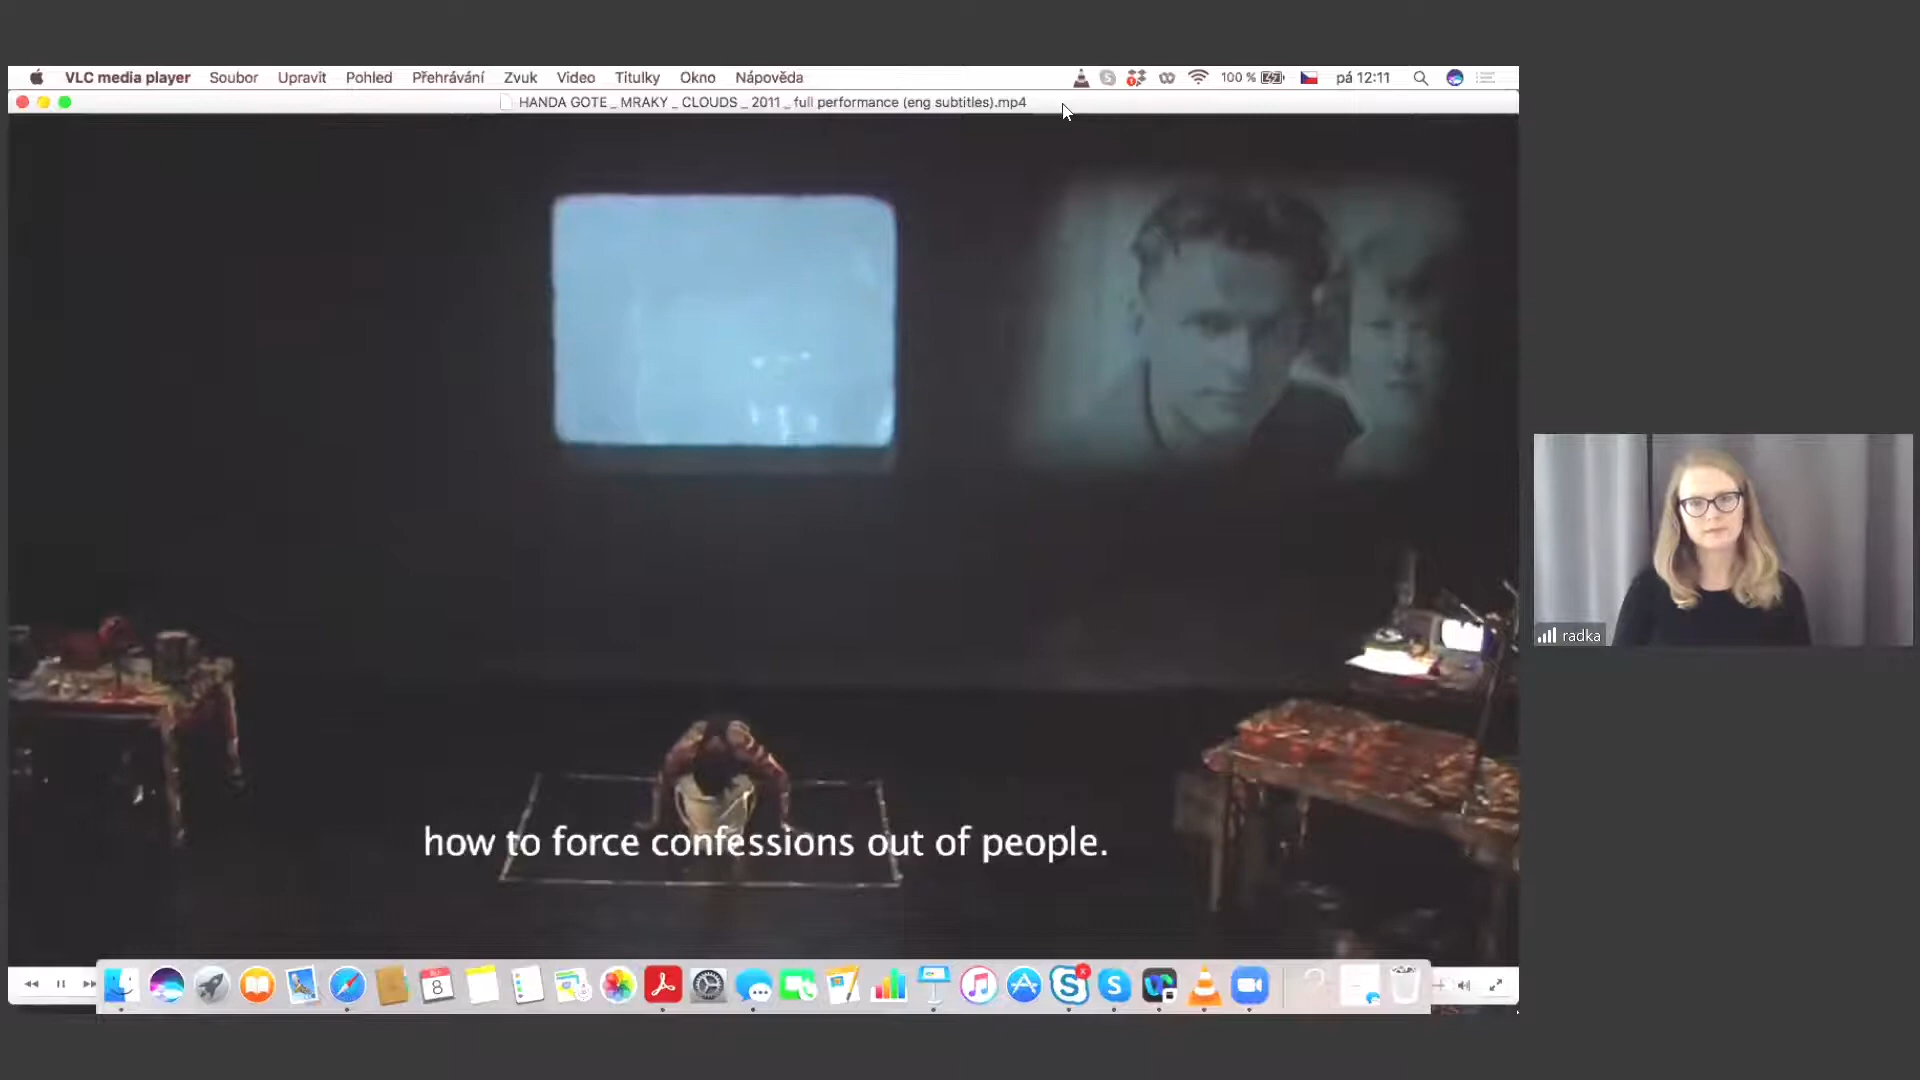 VLC media player Soubor Upravit Pohled Přehrávání Zvuk Video Titulky Okno Nápověda 100 % pá 12:11
HANDA GOTE _ MRAKY _ CLOUDS _ 2011 _ full performance (eng subtitles).mp4
radka
how to force confessions out of people.
8